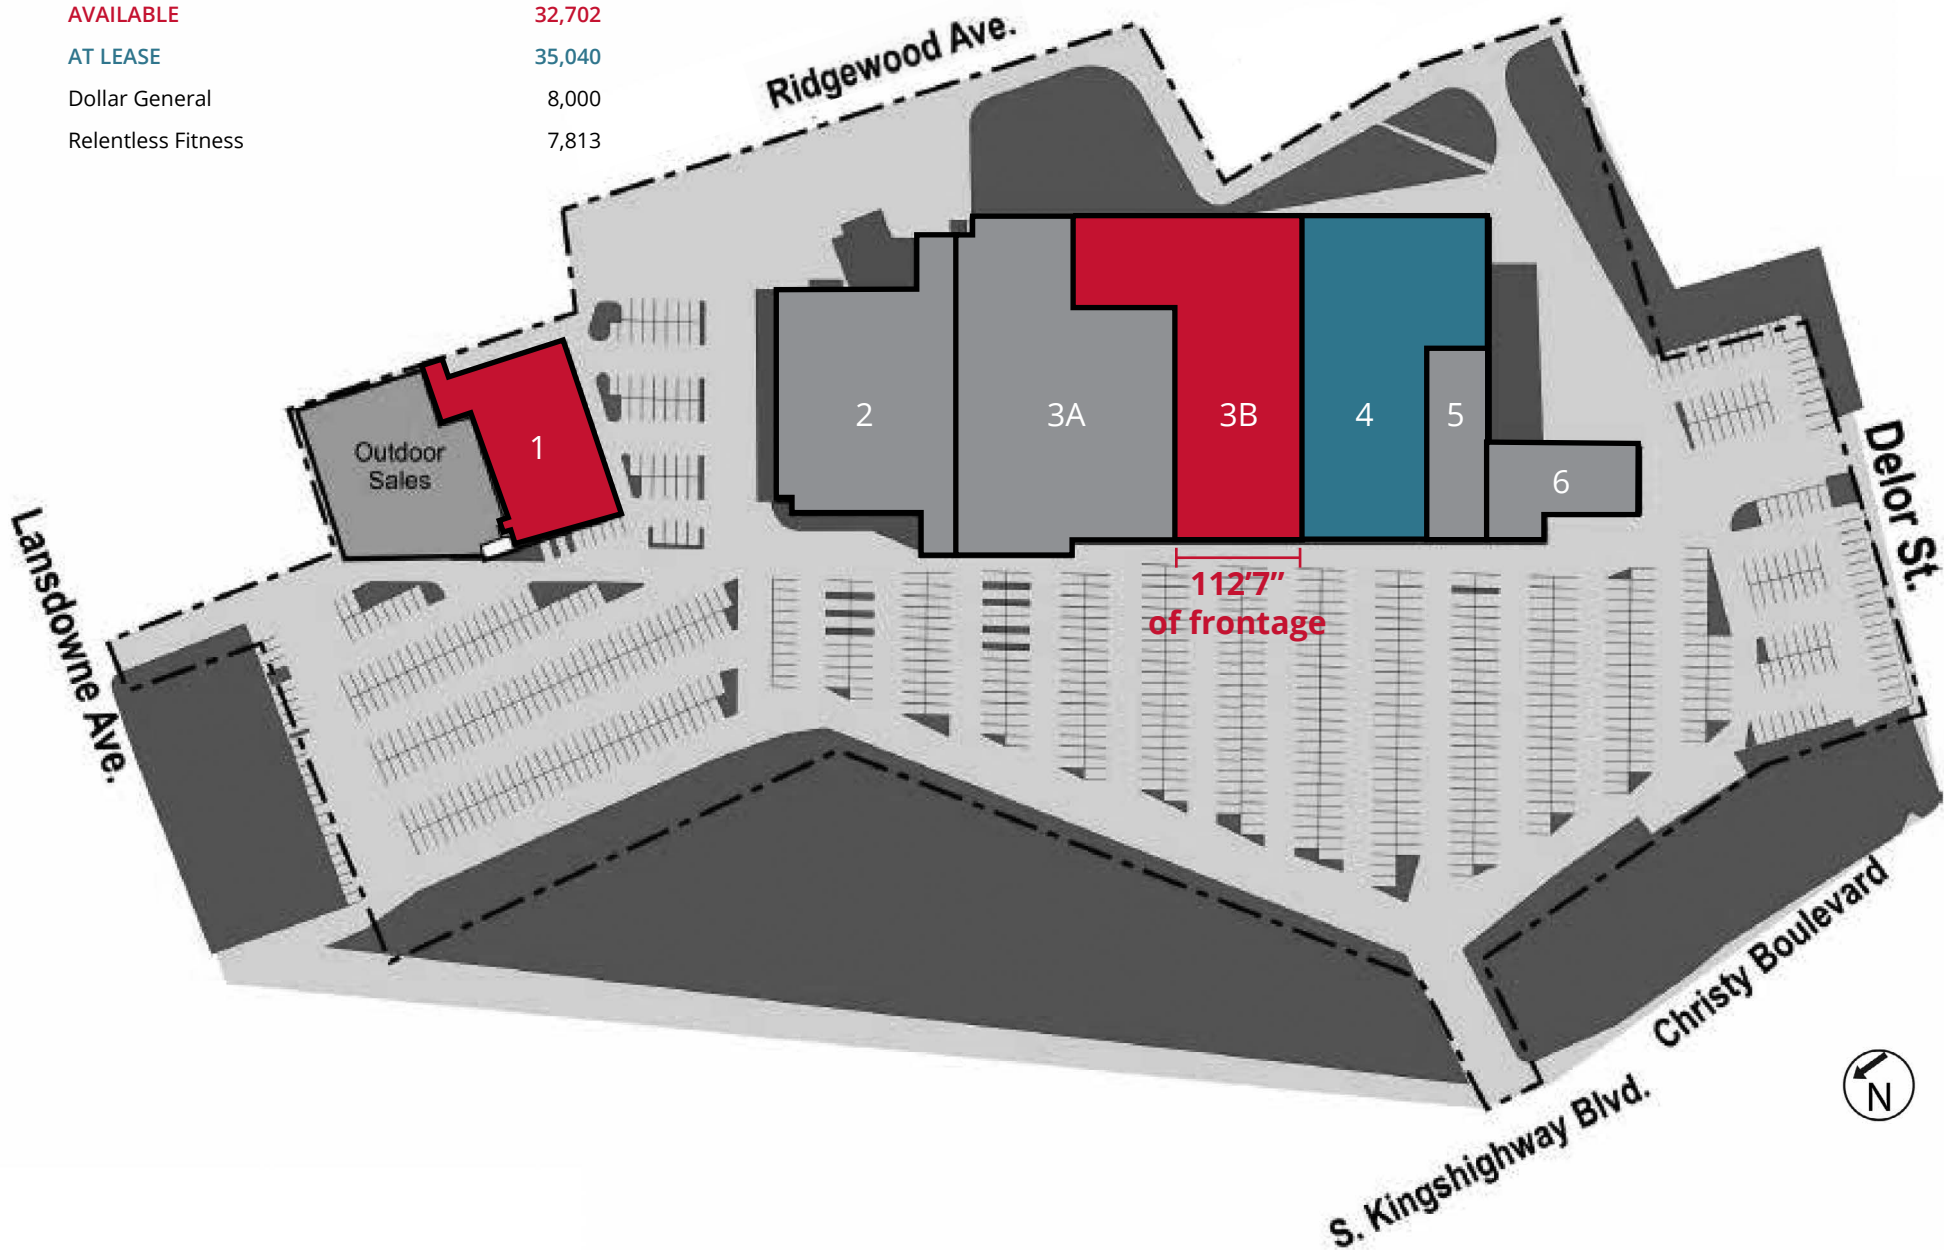 AVAILABLE 32,702
AT LEASE 35,040
Dollar General 8,000
Relentless Fitness 7,813
Ridgewood Ave.
Outdoor
Sales
1
2
3A
3B
4
5
6
112’7”
of frontage
Lansdowne Ave.
Delor St.
Christy Boulevard
S. Kingshighway Blvd.
N